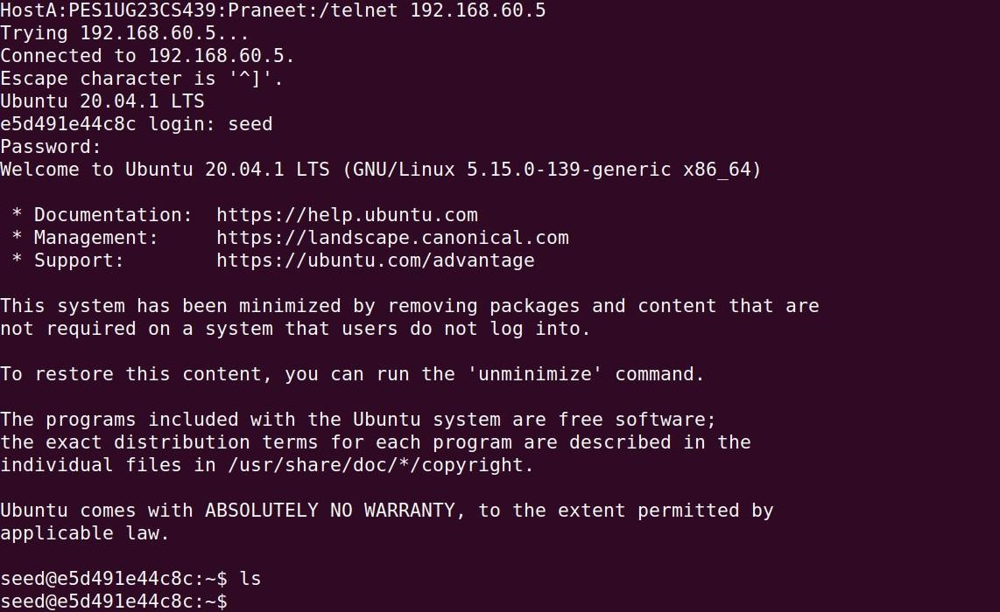 HostA:PES1UG23CS439:Praneet:/telnet 192.168.60.5
Trying 192.168.60.5...
Connected to 192.168.60.5.
Escape character is '^]'.
Ubuntu 20.04.1 LTS
e5d491e44c8c login: seed
Password:
Welcome to Ubuntu 20.04.1 LTS (GNU/Linux 5.15.0-139-generic x86_64)

 * Documentation:  https://help.ubuntu.com
 * Management:     https://landscape.canonical.com
 * Support:        https://ubuntu.com/advantage

This system has been minimized by removing packages and content that are
not required on a system that users do not log into.

To restore this content, you can run the 'unminimize' command.

The programs included with the Ubuntu system are free software;
the exact distribution terms for each program are described in the
individual files in /usr/share/doc/*/copyright.

Ubuntu comes with ABSOLUTELY NO WARRANTY, to the extent permitted by
applicable law.

seed@e5d491e44c8c:~$ ls
seed@e5d491e44c8c:~$